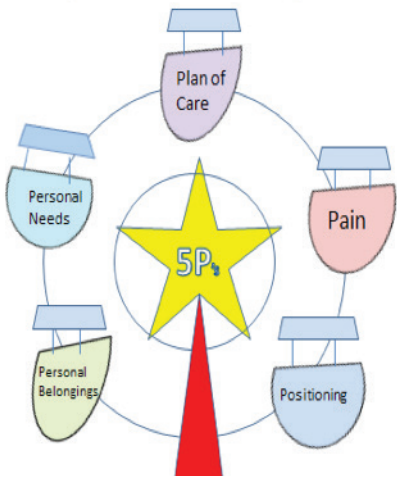 Plan of
Care
Personal
Needs
Pain
5P's
Personal
Belongings
Positioning